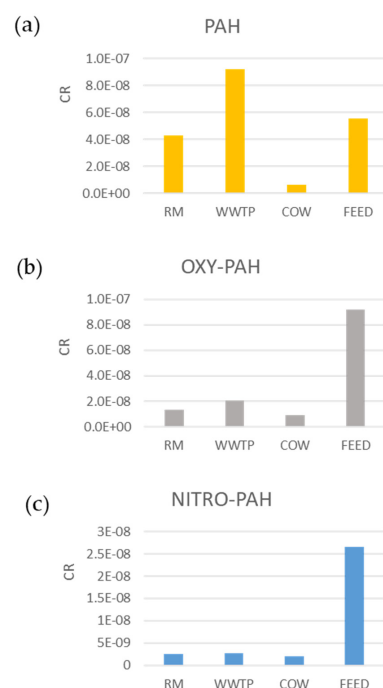 (a)
PAH
1.0E-07
8.0E-08
6.0E-08
4.0E-08
2.0E-08
0.0E+00
CR
RM WWTP COW FEED
(b)
OXY-PAH
1.0E-07
8.0E-08
6.0E-08
4.0E-08
2.0E-08
0.0E+00
CR
RM WWTP COW FEED
(c)
NITRO-PAH
3E-08
2.5E-08
2E-08
1.5E-08
1E-08
5E-09
0
CR
RM WWTP COW FEED